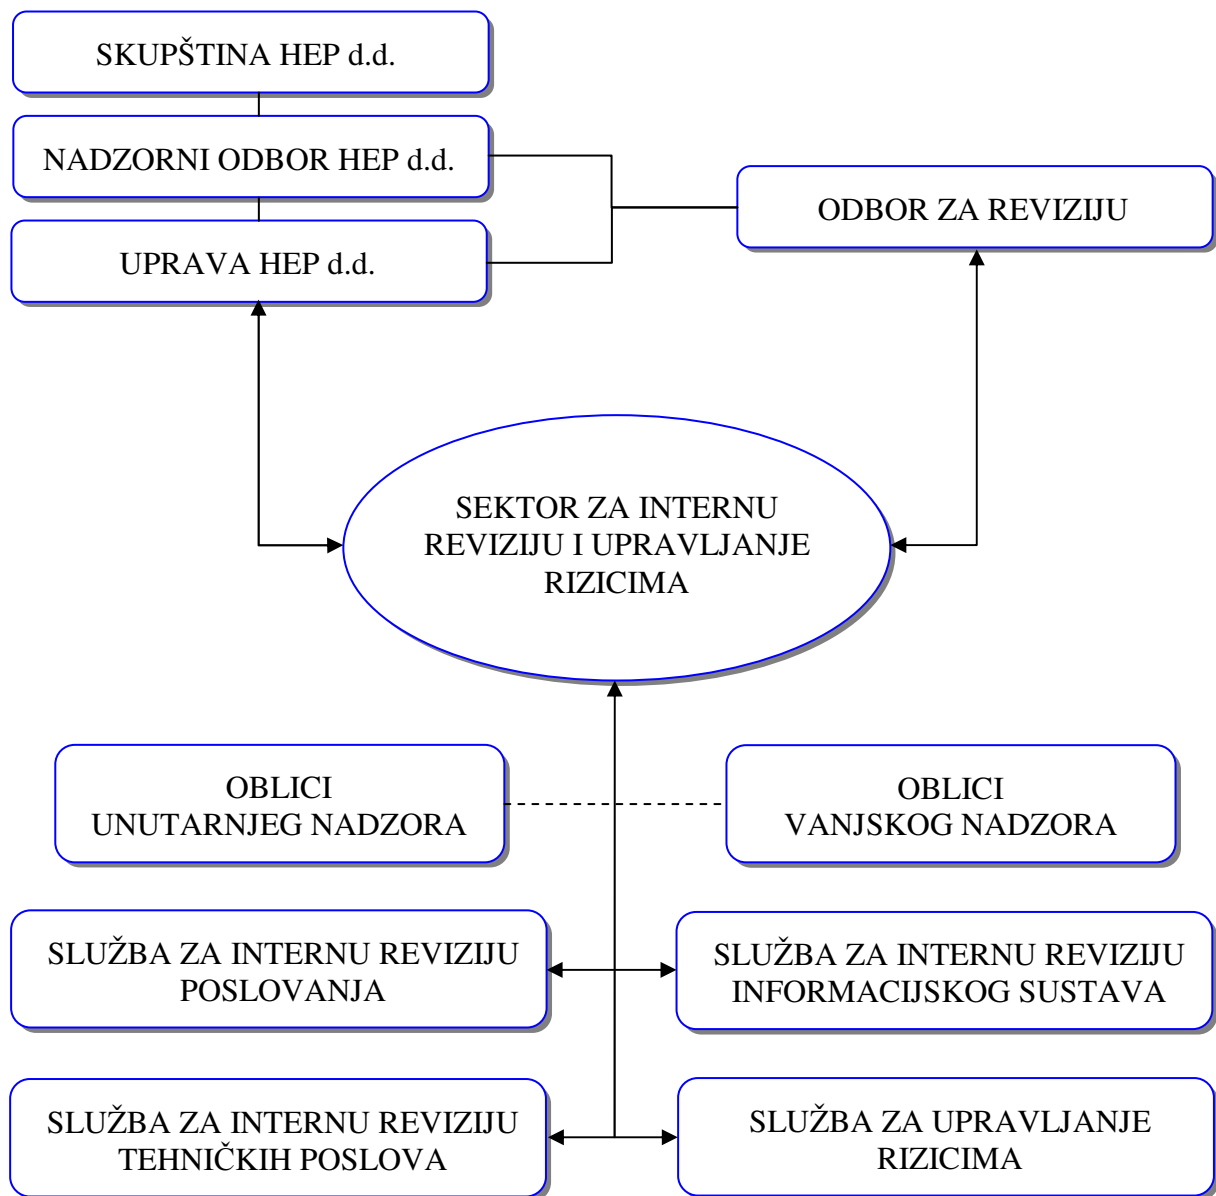 SKUPŠTINA HEP d.d.
NADZORNI ODBOR HEP d.d.
UPRAVA HEP d.d.
ODBOR ZA REVIZIJU
SEKTOR ZA INTERNU
REVIZIJU I UPRAVLJANJE
RIZICIMA
OBLICI
UNUTARNJEG NADZORA
OBLICI
VANJSKOG NADZORA
SLUŽBA ZA INTERNU REVIZIJU
POSLOVANJA
SLUŽBA ZA INTERNU REVIZIJU
INFORMACIJSKOG SUSTAVA
SLUŽBA ZA INTERNU REVIZIJU
TEHNIČKIH POSLOVA
SLUŽBA ZA UPRAVLJANJE
RIZICIMA